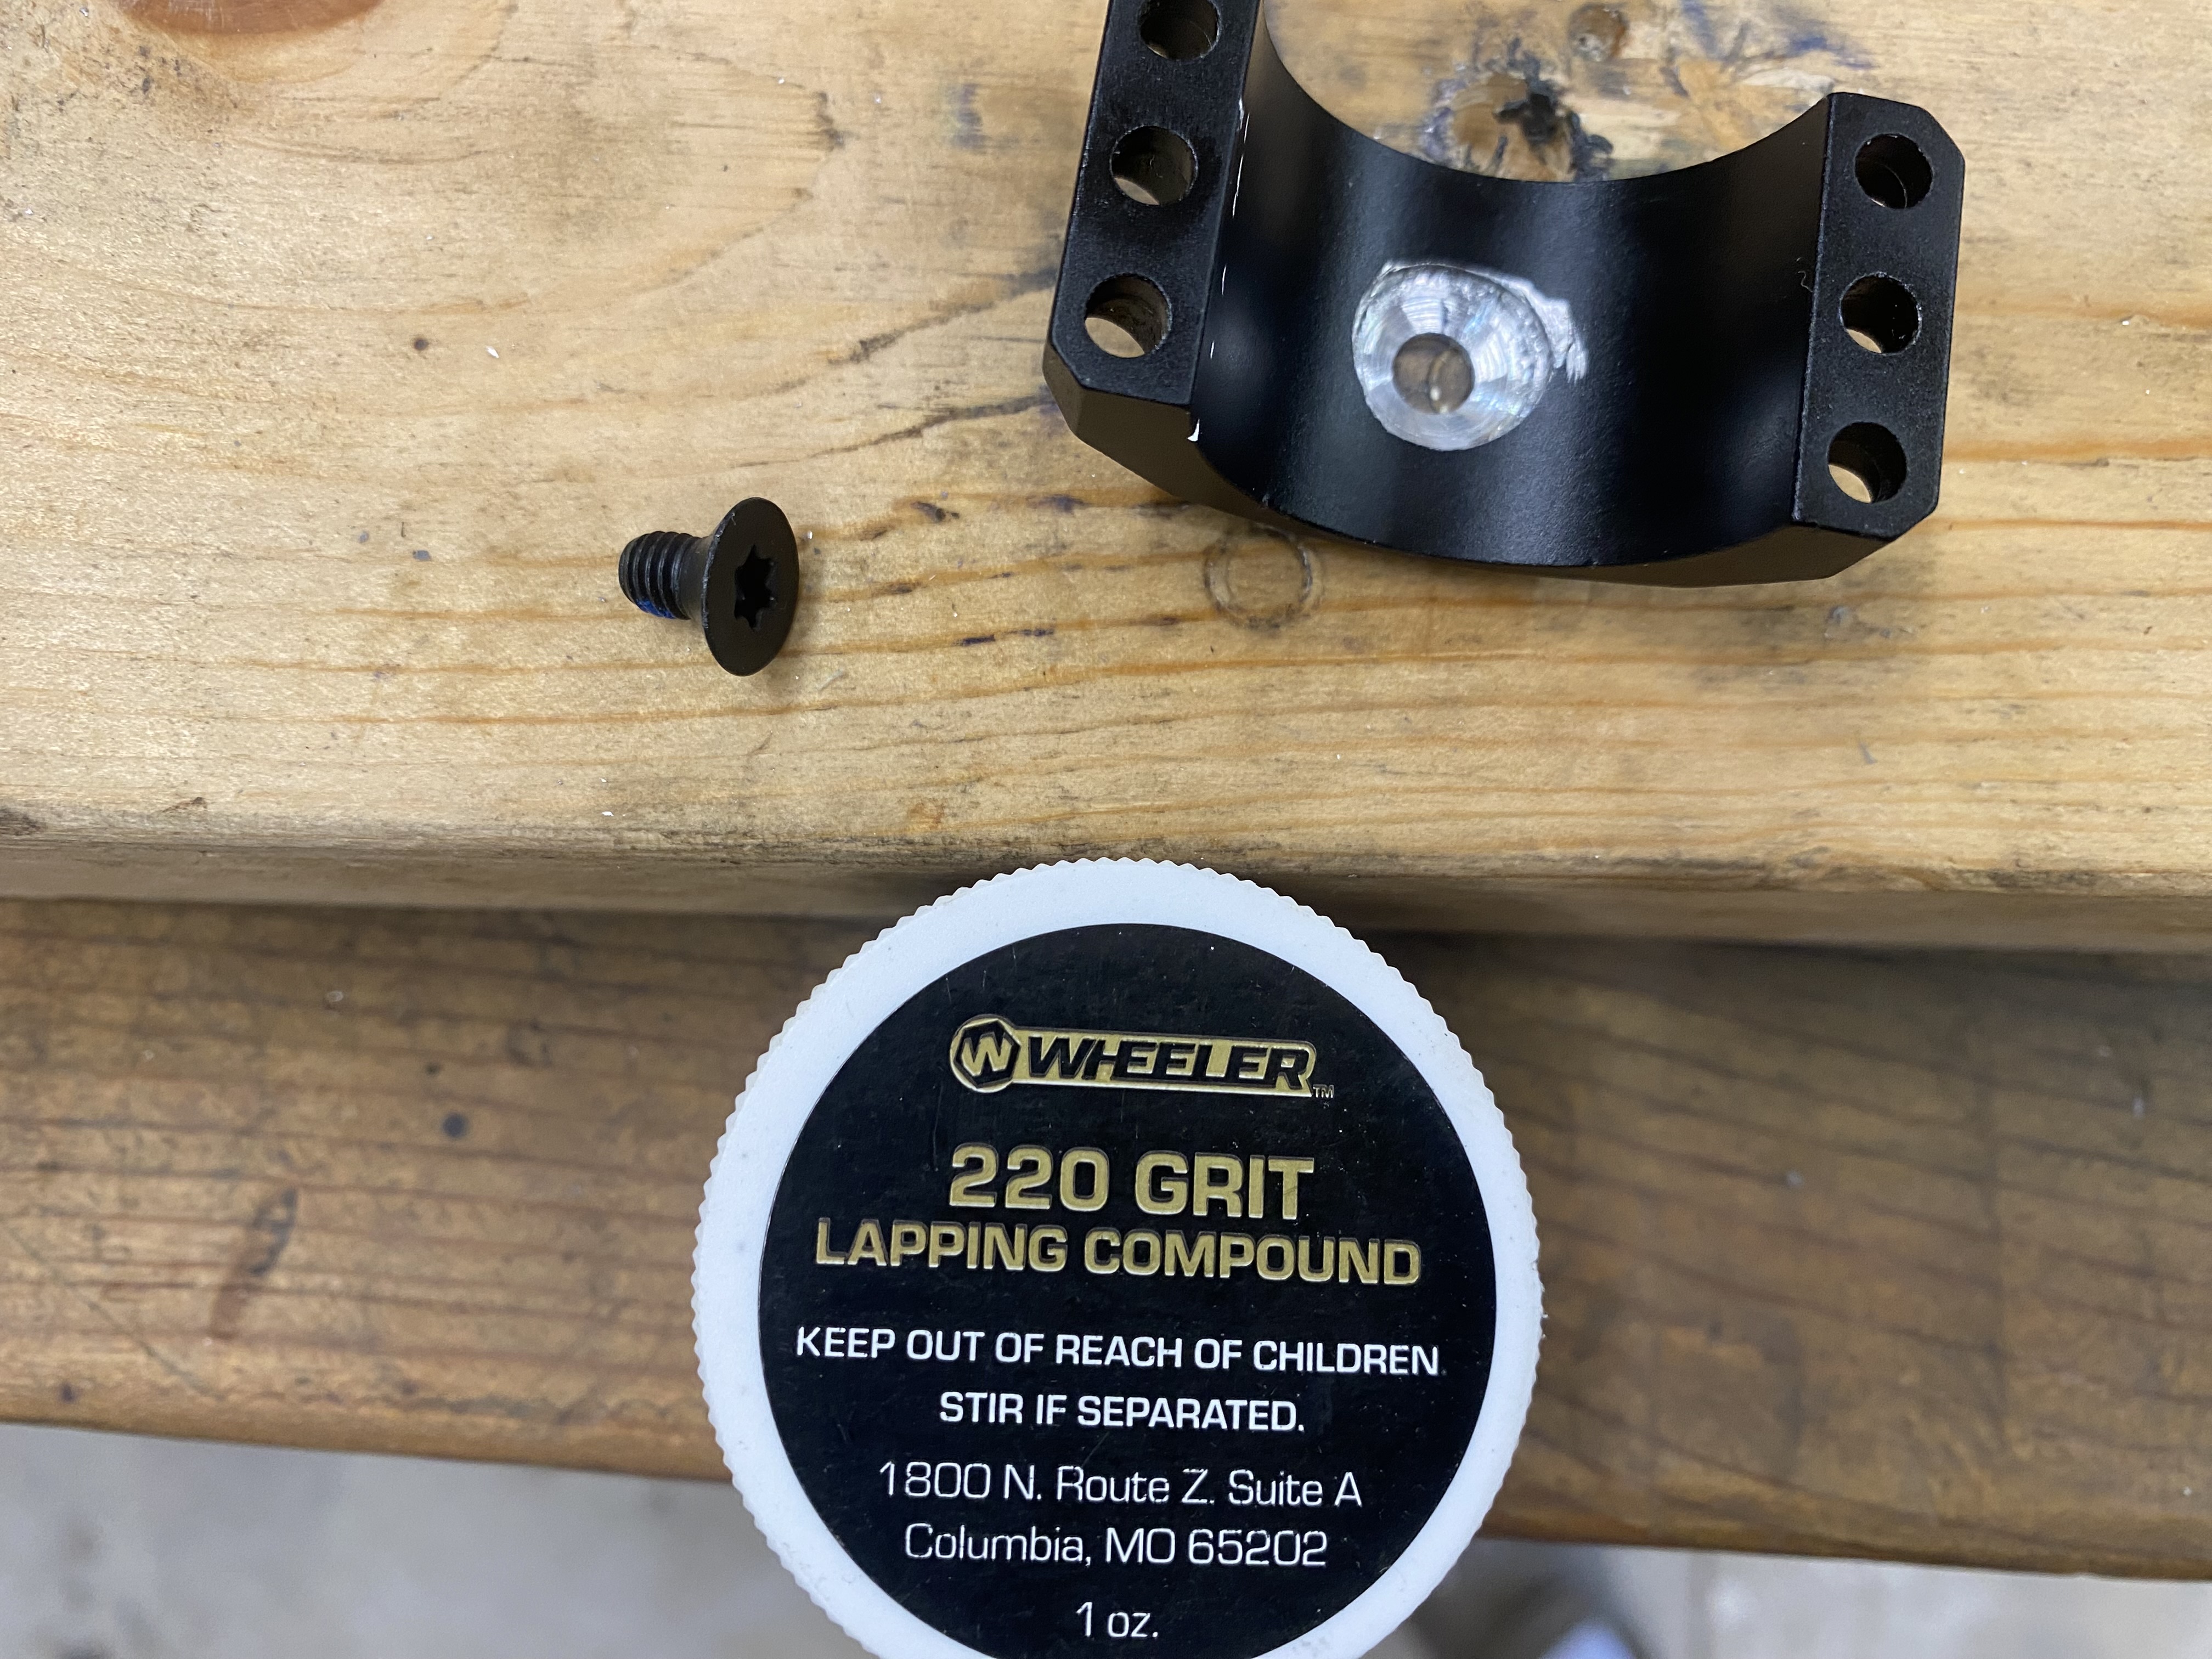 W WHEELER TM
220 GRIT
LAPPING COMPOUND
KEEP OUT OF REACH OF CHILDREN.
STIR IF SEPARATED.
1800 N. Route Z. Suite A
Columbia, MO 65202
1 oz.